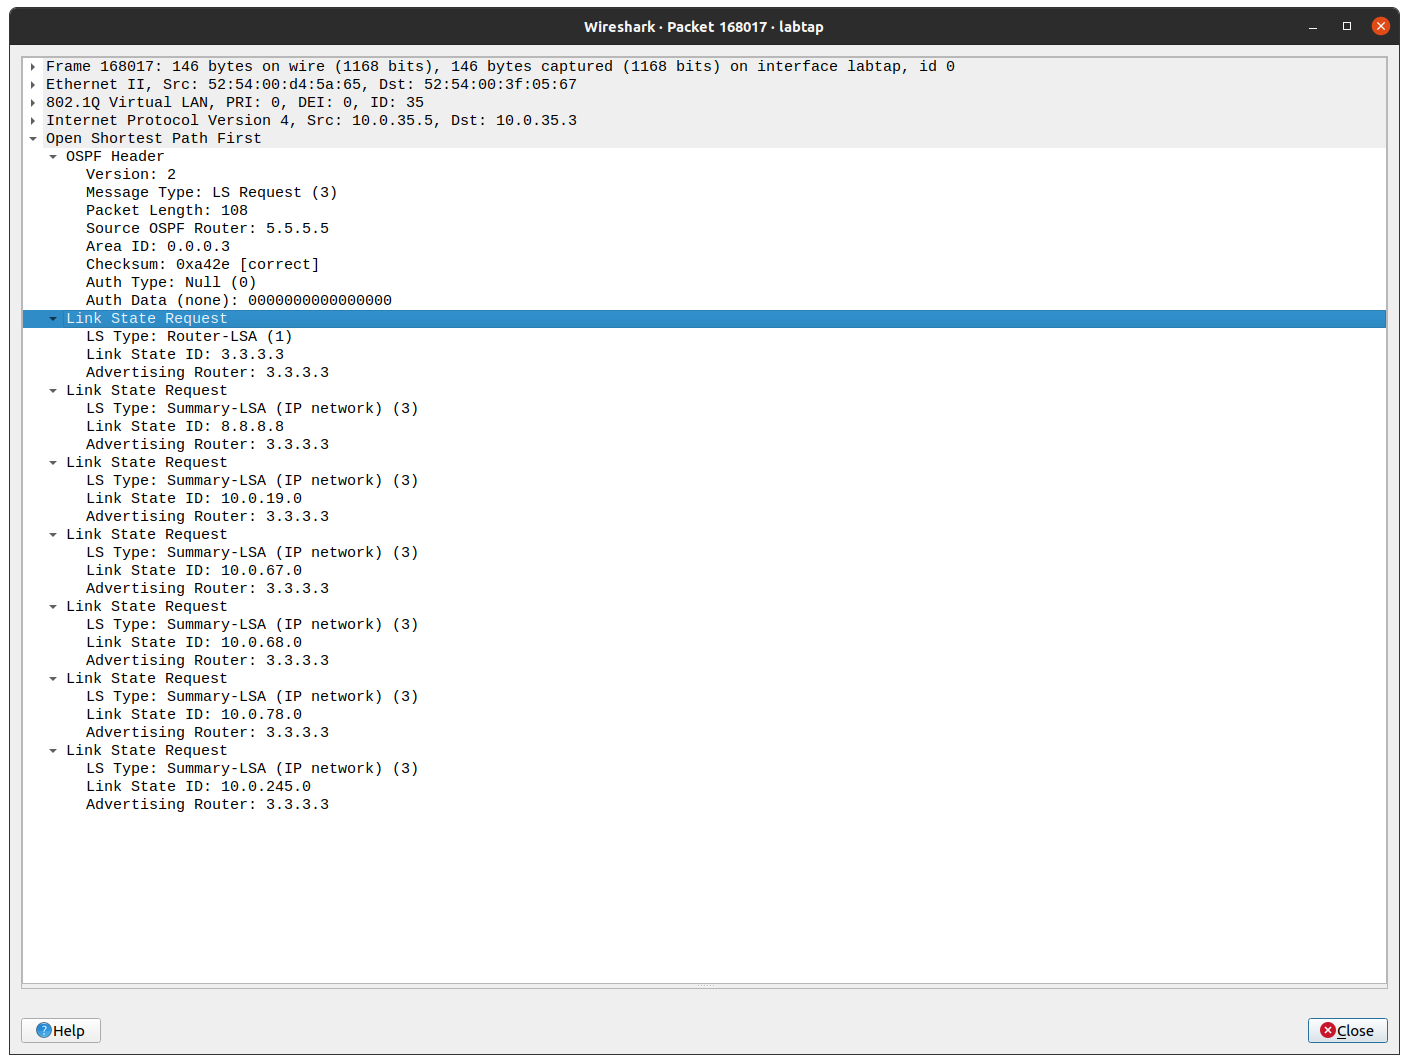 Wireshark · Packet 168017 · labtap
Frame 168017: 146 bytes on wire (1168 bits), 146 bytes captured (1168 bits) on interface labtap, id 0
Ethernet II, Src: 52:54:00:d4:5a:65, Dst: 52:54:00:3f:05:67
802.1Q Virtual LAN, PRI: 0, DEI: 0, ID: 35
Internet Protocol Version 4, Src: 10.0.35.5, Dst: 10.0.35.3
Open Shortest Path First
OSPF Header
Version: 2
Message Type: LS Request (3)
Packet Length: 108
Source OSPF Router: 5.5.5.5
Area ID: 0.0.0.3
Checksum: 0xa42e [correct]
Auth Type: Null (0)
Auth Data (none): 0000000000000000
Link State Request
LS Type: Router-LSA (1)
Link State ID: 3.3.3.3
Advertising Router: 3.3.3.3
Link State Request
LS Type: Summary-LSA (IP network) (3)
Link State ID: 8.8.8.8
Advertising Router: 3.3.3.3
Link State Request
LS Type: Summary-LSA (IP network) (3)
Link State ID: 10.0.19.0
Advertising Router: 3.3.3.3
Link State Request
LS Type: Summary-LSA (IP network) (3)
Link State ID: 10.0.67.0
Advertising Router: 3.3.3.3
Link State Request
LS Type: Summary-LSA (IP network) (3)
Link State ID: 10.0.68.0
Advertising Router: 3.3.3.3
Link State Request
LS Type: Summary-LSA (IP network) (3)
Link State ID: 10.0.78.0
Advertising Router: 3.3.3.3
Link State Request
LS Type: Summary-LSA (IP network) (3)
Link State ID: 10.0.245.0
Advertising Router: 3.3.3.3
Help
Close